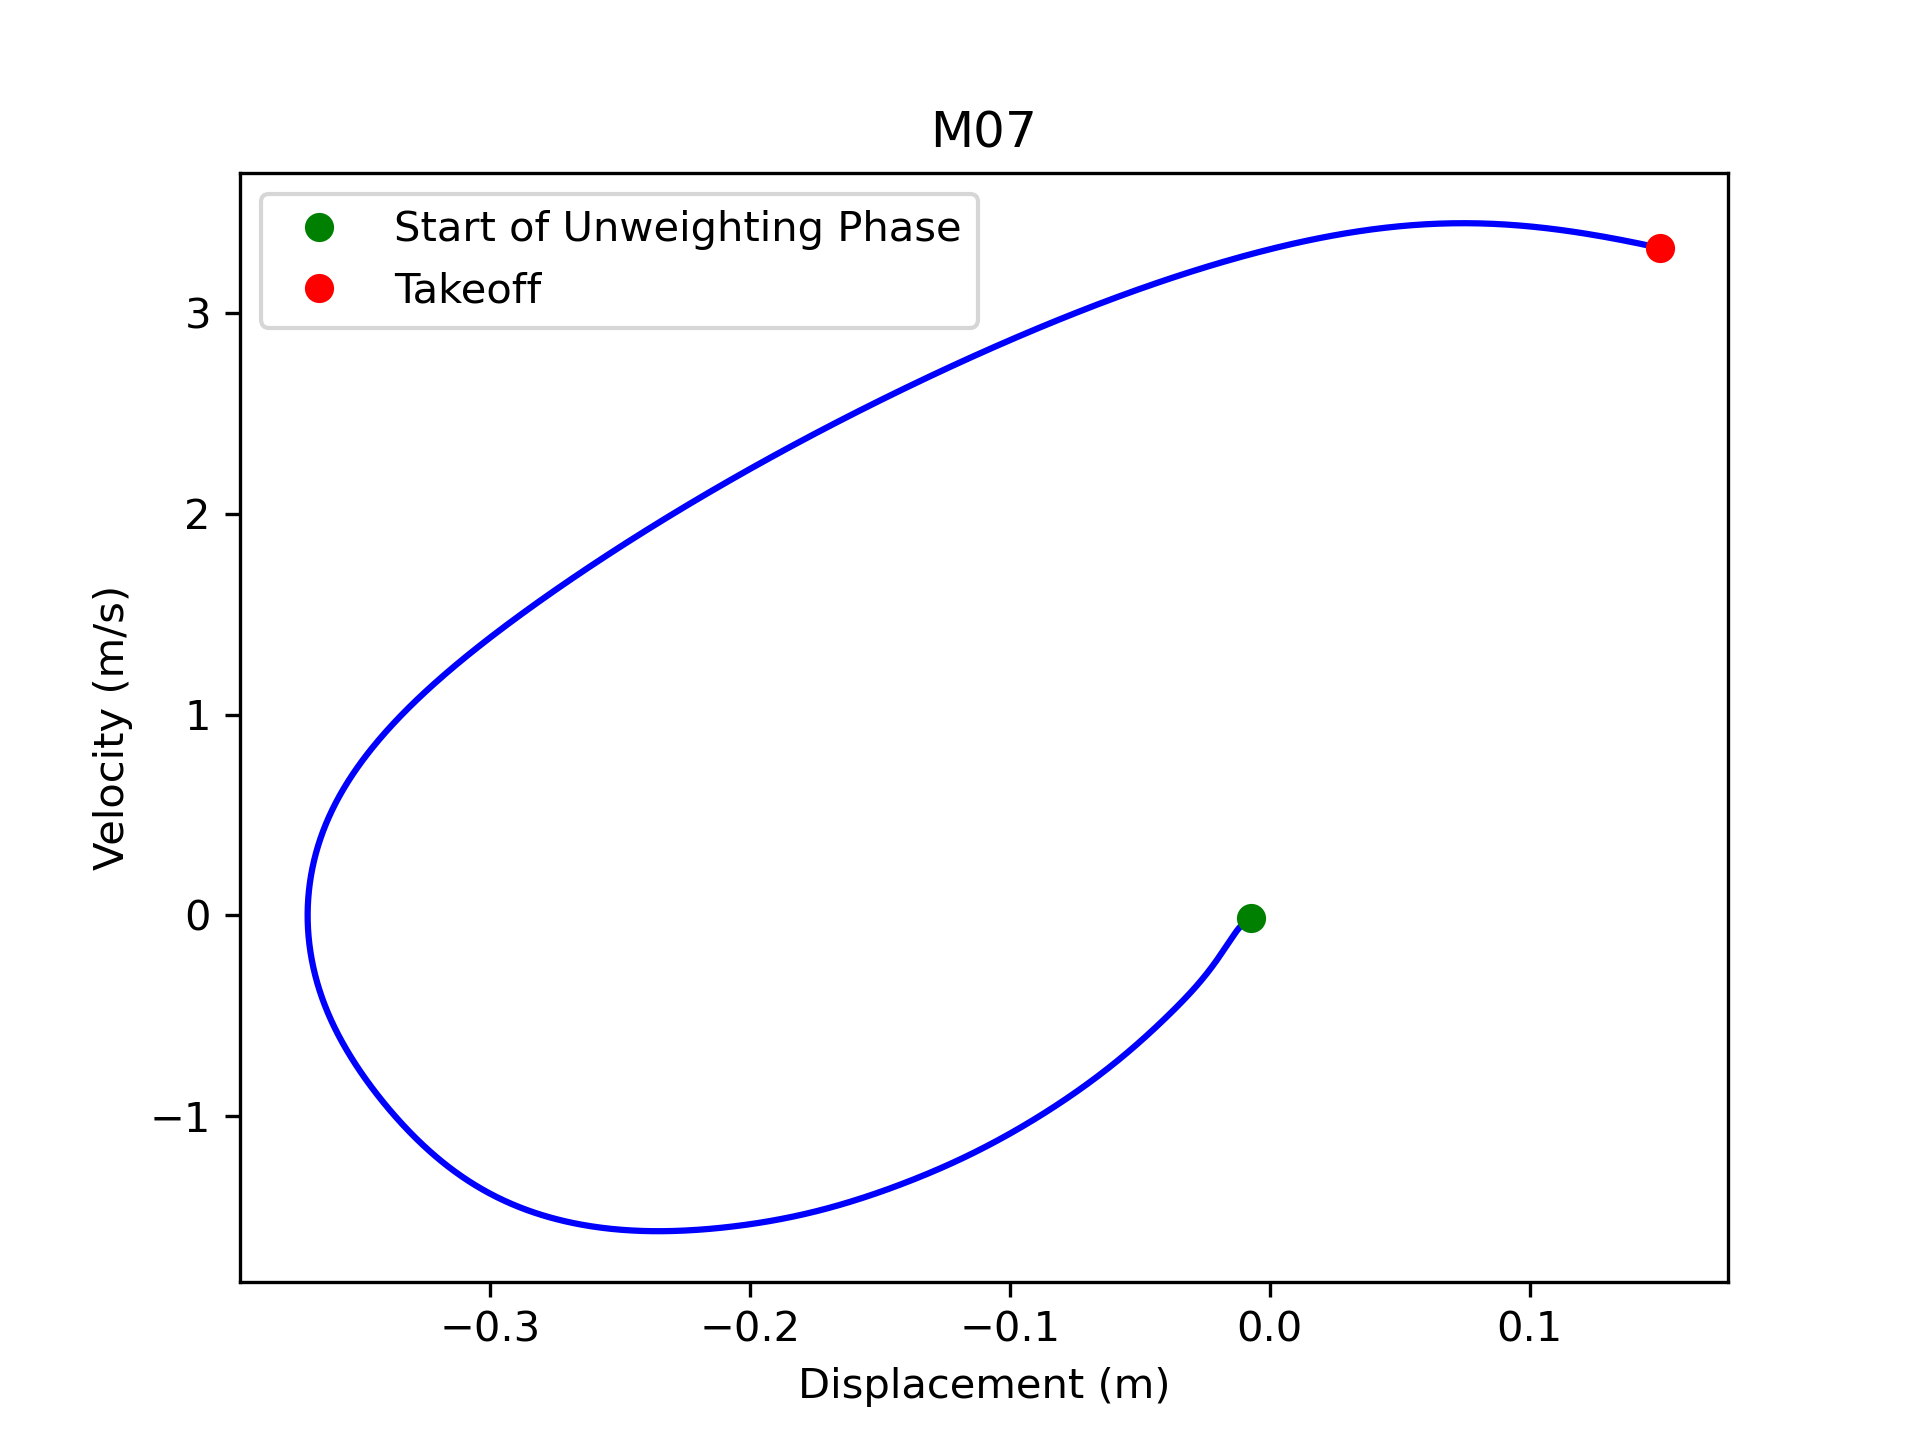 M07
Start of Unweighting Phase
Takeoff
3
2
1
0
−1
Velocity (m/s)
−0.3 −0.2 −0.1 0.0 0.1
Displacement (m)